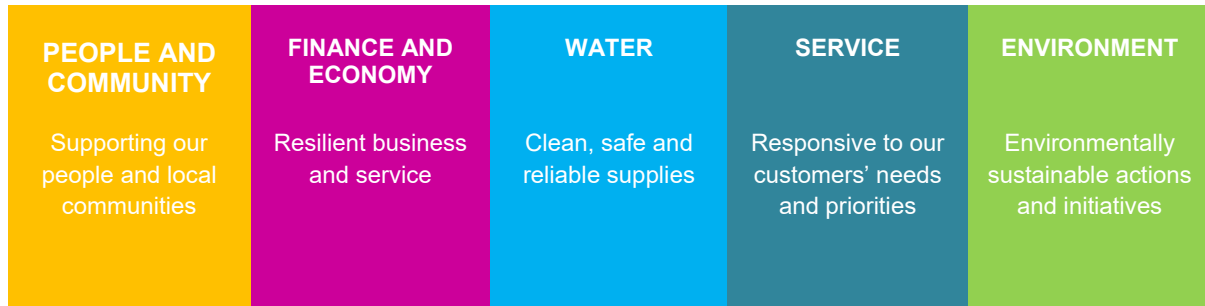 PEOPLE AND
COMMUNITY
Supporting our
people and local
communities
FINANCE AND
ECONOMY
Resilient business
and service
WATER
Clean, safe and
reliable supplies
SERVICE
Responsive to our
customers’ needs
and priorities
ENVIRONMENT
Environmentally
sustainable actions
and initiatives